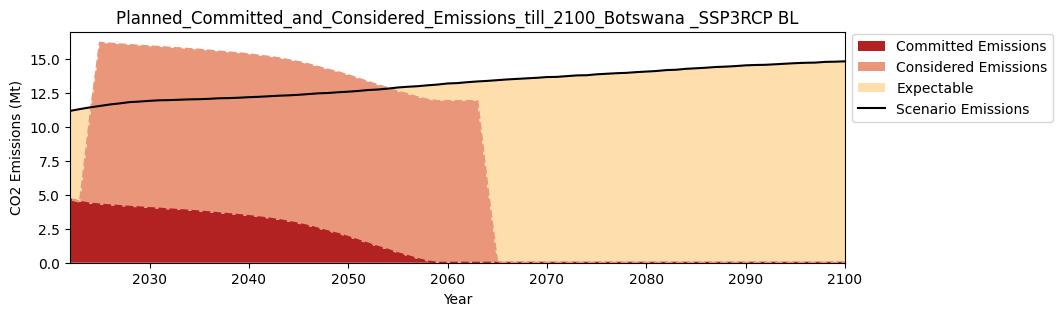 Planned_Committed_and_Considered_Emissions_till_2100_Botswana _SSP3RCP BL
Committed Emissions
Considered Emissions
Expectable
Scenario Emissions
CO2 Emissions (Mt)
15.0
12.5
10.0
7.5
5.0
2.5
0.0
2030 2040 2050 2060 2070 2080 2090 2100
Year